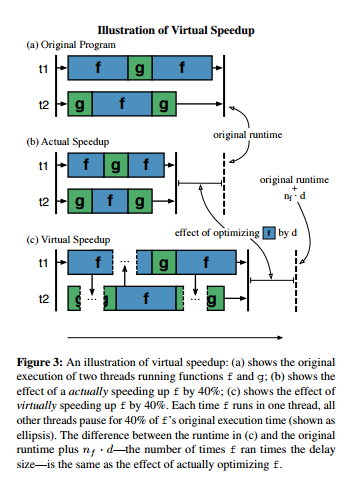 Illustration of Virtual Speedup
(a) Original Program
t1 f g f
t2 g f g
original runtime
(b) Actual Speedup
t1 f g f
t2 g f g
original runtime
+
nf · d
effect of optimizing f by d
(c) Virtual Speedup
t1 f ... g f
t2 g ... g f ... g
Figure 3: An illustration of virtual speedup: (a) shows the original
execution of two threads running functions f and g; (b) shows the
effect of a actually speeding up f by 40%; (c) shows the effect of
virtually speeding up f by 40%. Each time f runs in one thread, all
other threads pause for 40% of f's original execution time (shown as
ellipsis). The difference between the runtime in (c) and the original
runtime plus nf · d—the number of times f ran times the delay
size—is the same as the effect of actually optimizing f.